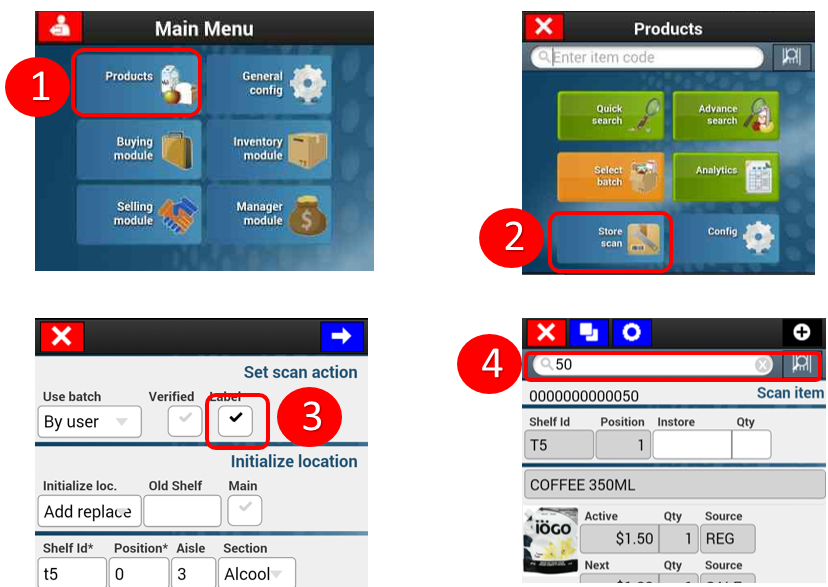 Main Menu
1
Products
General
config
Buying
module
Inventory
module
Selling
module
Manager
module
Products
Enter item code
Quick
search
Advance
search
Select
batch
Analytics
2
Store
scan
Config
Set scan action
Use batch Verified Label
By user
3
Initialize location
Initialize loc. Old Shelf Main
Add replace
Shelf Id* Position* Aisle Section
t5 0 3 Alcool
4
50
0000000000050 Scan item
Shelf Id Position Instore Qty
T5 1
COFFEE 350ML
iÖGO
Active Qty Source
$1.50 1 REG
Next Qty Source